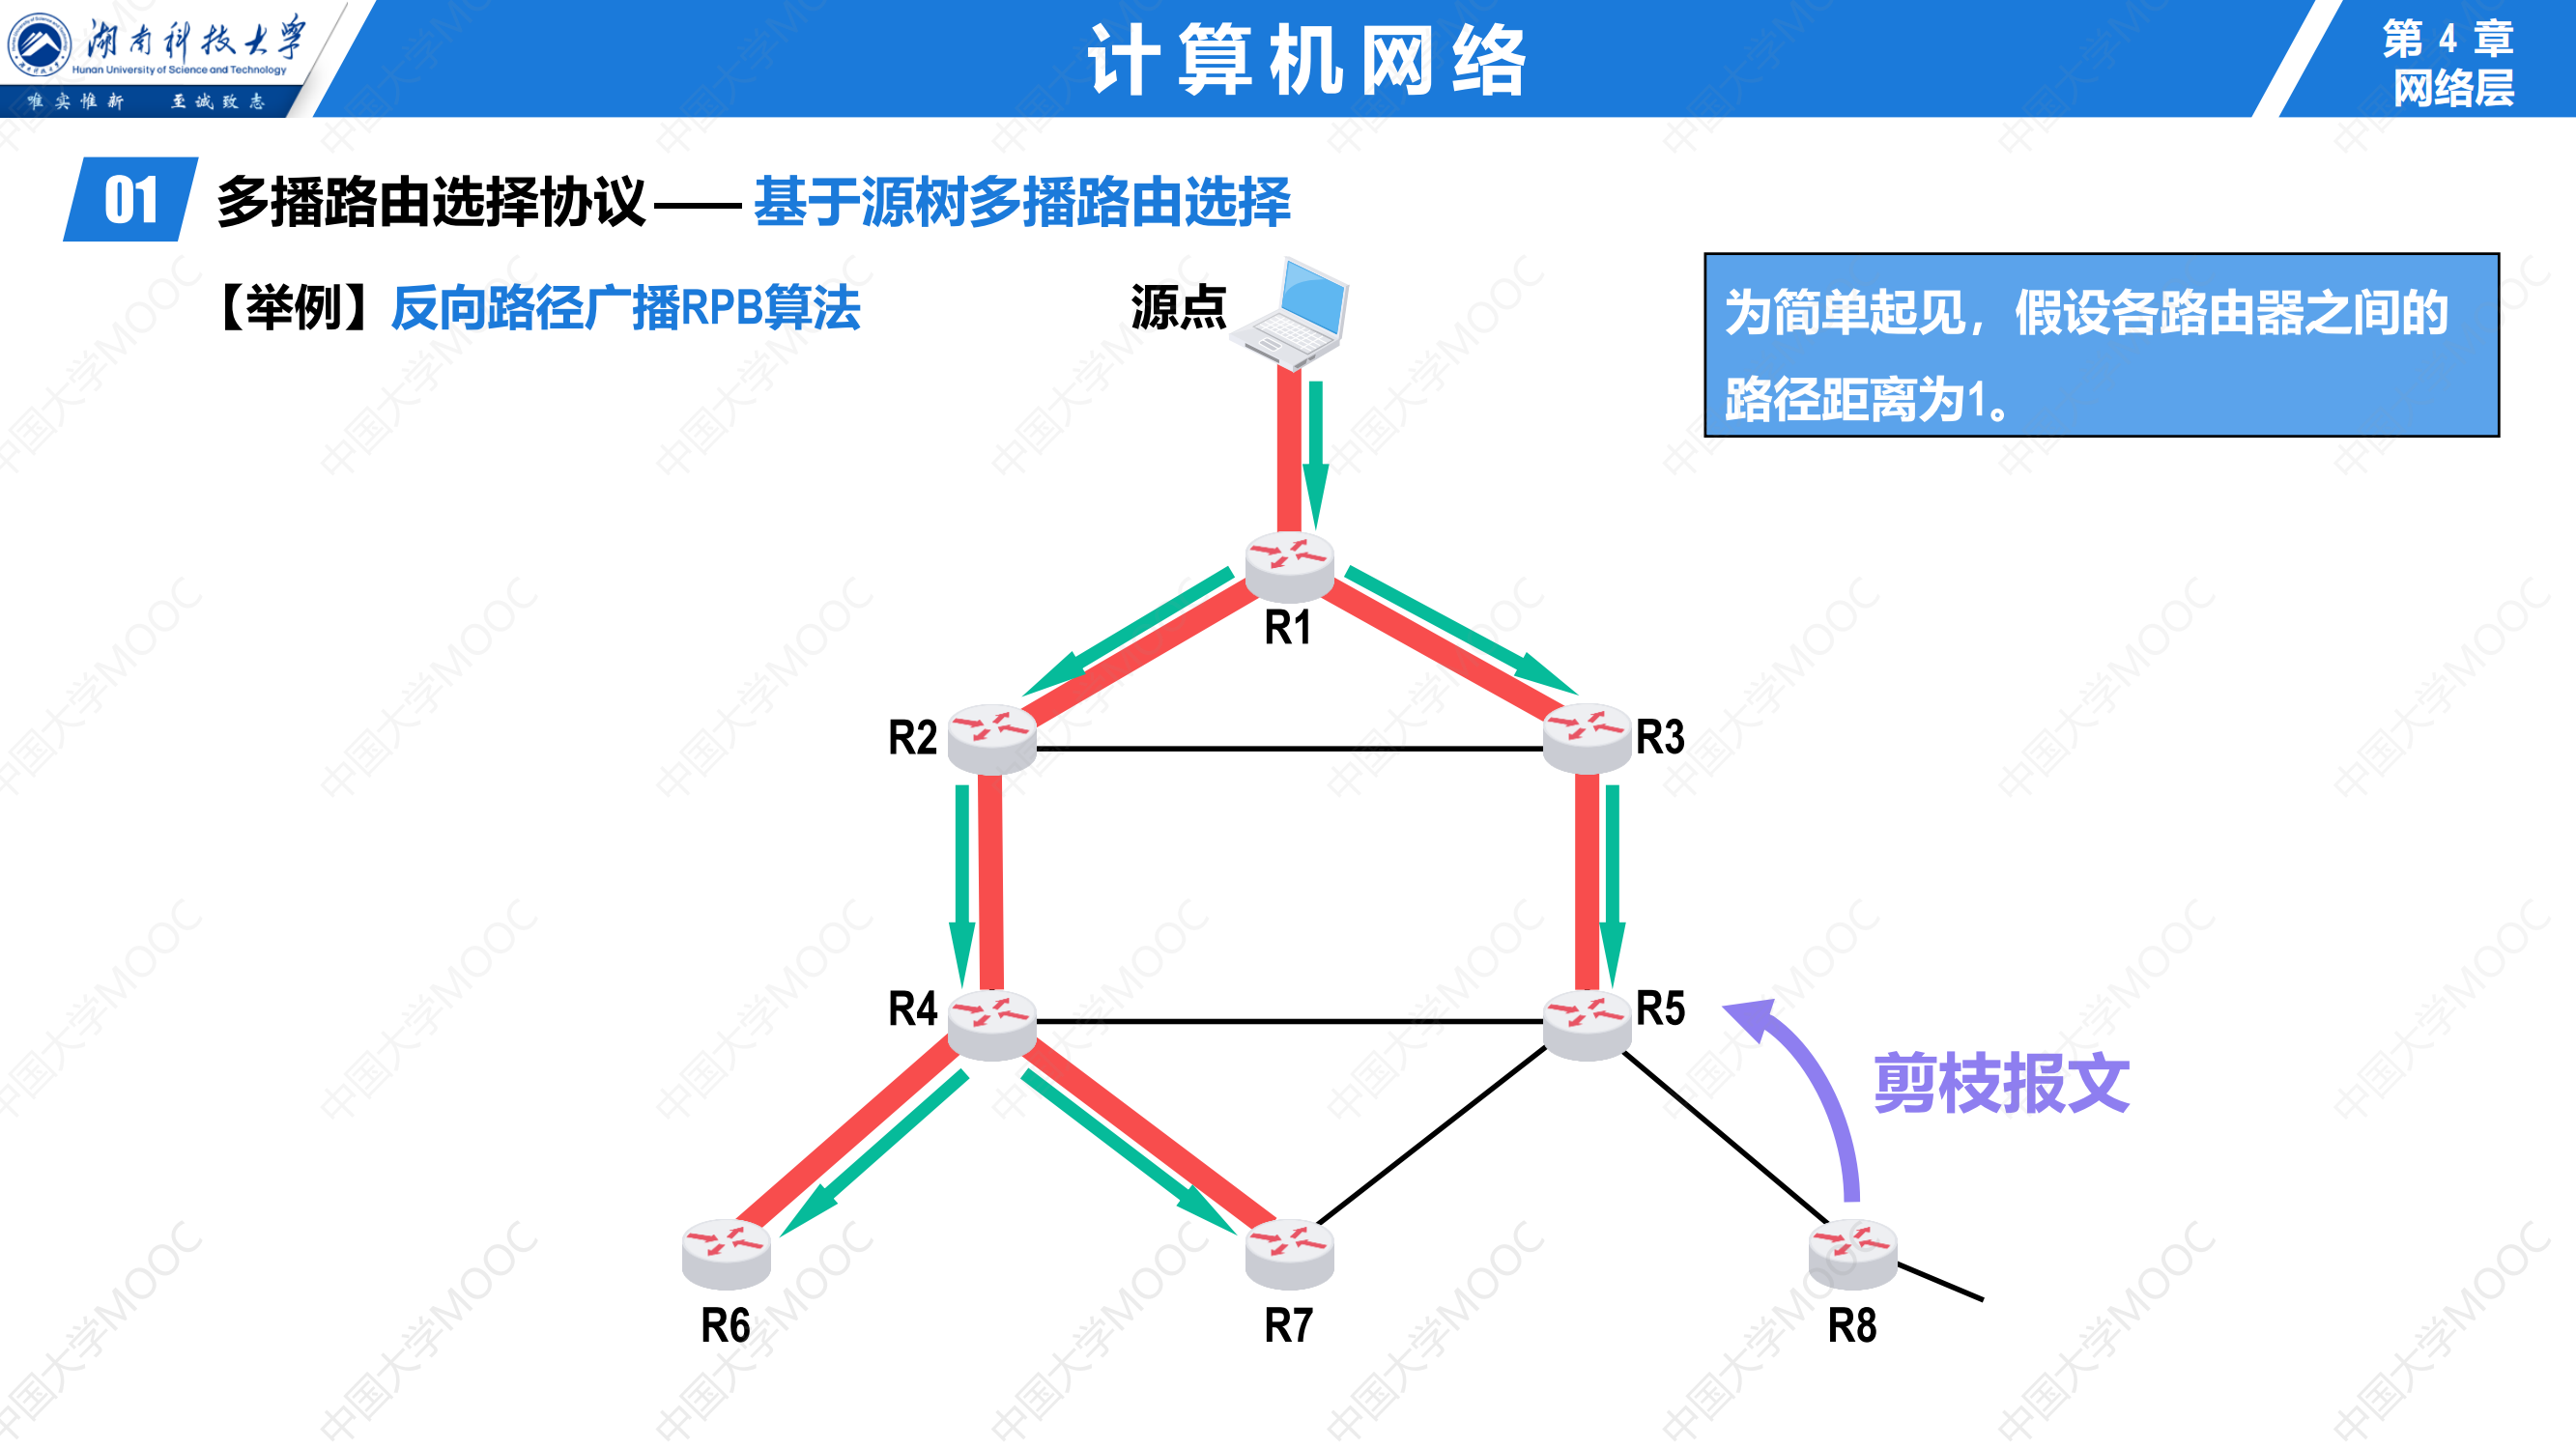 湖南科技大学
Hunan University of Science and Technology
唯实惟新 至诚致志
计算机网络
第 4 章
网络层
01 多播路由选择协议——基于源树多播路由选择
【举例】反向路径广播RPB算法
源点
为简单起见，假设各路由器之间的
路径距离为1。
R1
R2
R3
R4
R5
剪枝报文
R6
R7
R8
中国大学MOOC